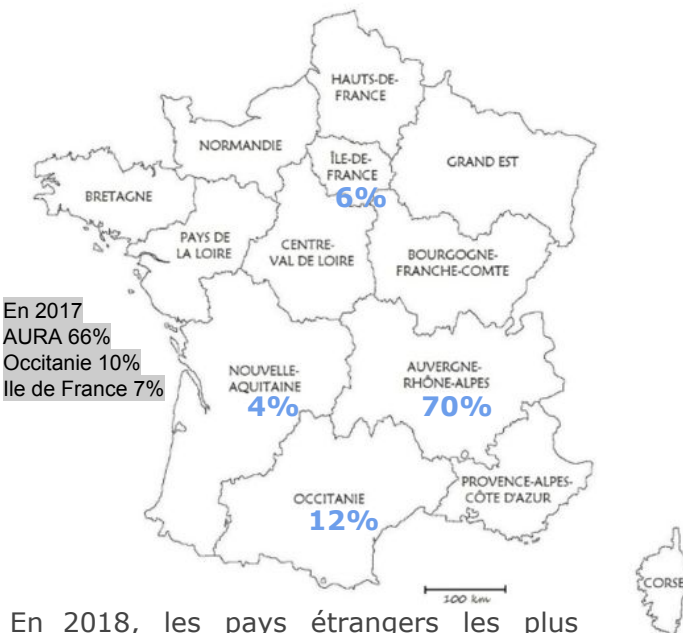 HAUTS-DE-
FRANCE
NORMANDIE
ÎLE-DE-
FRANCE
6%
GRAND EST
BRETAGNE
PAYS DE
LA LOIRE
CENTRE-
VAL DE LOIRE
BOURGOGNE-
FRANCHE-COMTE
En 2017
AURA 66%
Occitanie 10%
Ile de France 7%
NOUVELLE-
AQUITAINE
4%
AUVERGNE-
RHÔNE-ALPES
70%
PROVENCE-ALPES-
CÔTE D'AZUR
OCCITANIE
12%
CORSE
100 km
En 2018, les pays étrangers les plus